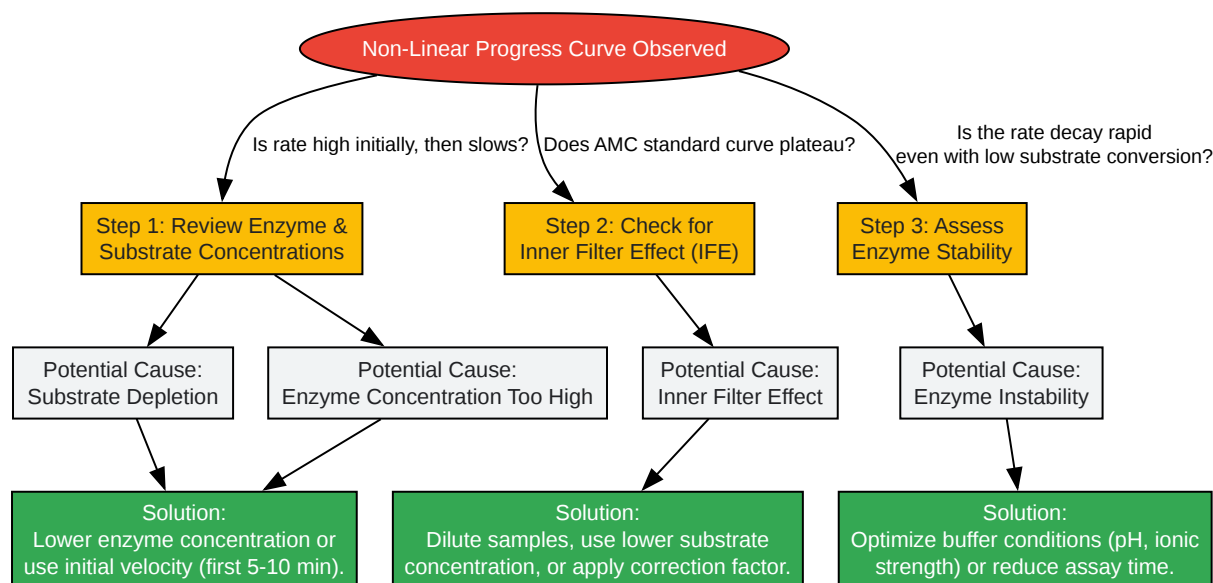 Non-Linear Progress Curve Observed
Is rate high initially, then slows?
Does AMC standard curve plateau?
Is the rate decay rapid
even with low substrate conversion?
Step 1: Review Enzyme &
Substrate Concentrations
Step 2: Check for
Inner Filter Effect (IFE)
Step 3: Assess
Enzyme Stability
Potential Cause:
Substrate Depletion
Potential Cause:
Enzyme Concentration Too High
Potential Cause:
Inner Filter Effect
Potential Cause:
Enzyme Instability
Solution:
Lower enzyme concentration or
use initial velocity (first 5-10 min).
Solution:
Dilute samples, use lower substrate
concentration, or apply correction factor.
Solution:
Optimize buffer conditions (pH, ionic
strength) or reduce assay time.